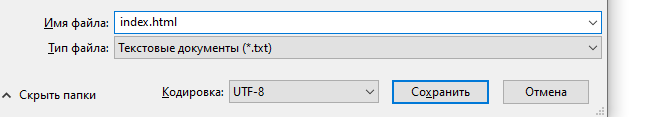 Имя файла: index.html
Тип файла: Текстовые документы (*.txt)
Скрыть папки Кодировка: UTF-8 Сохранить Отмена